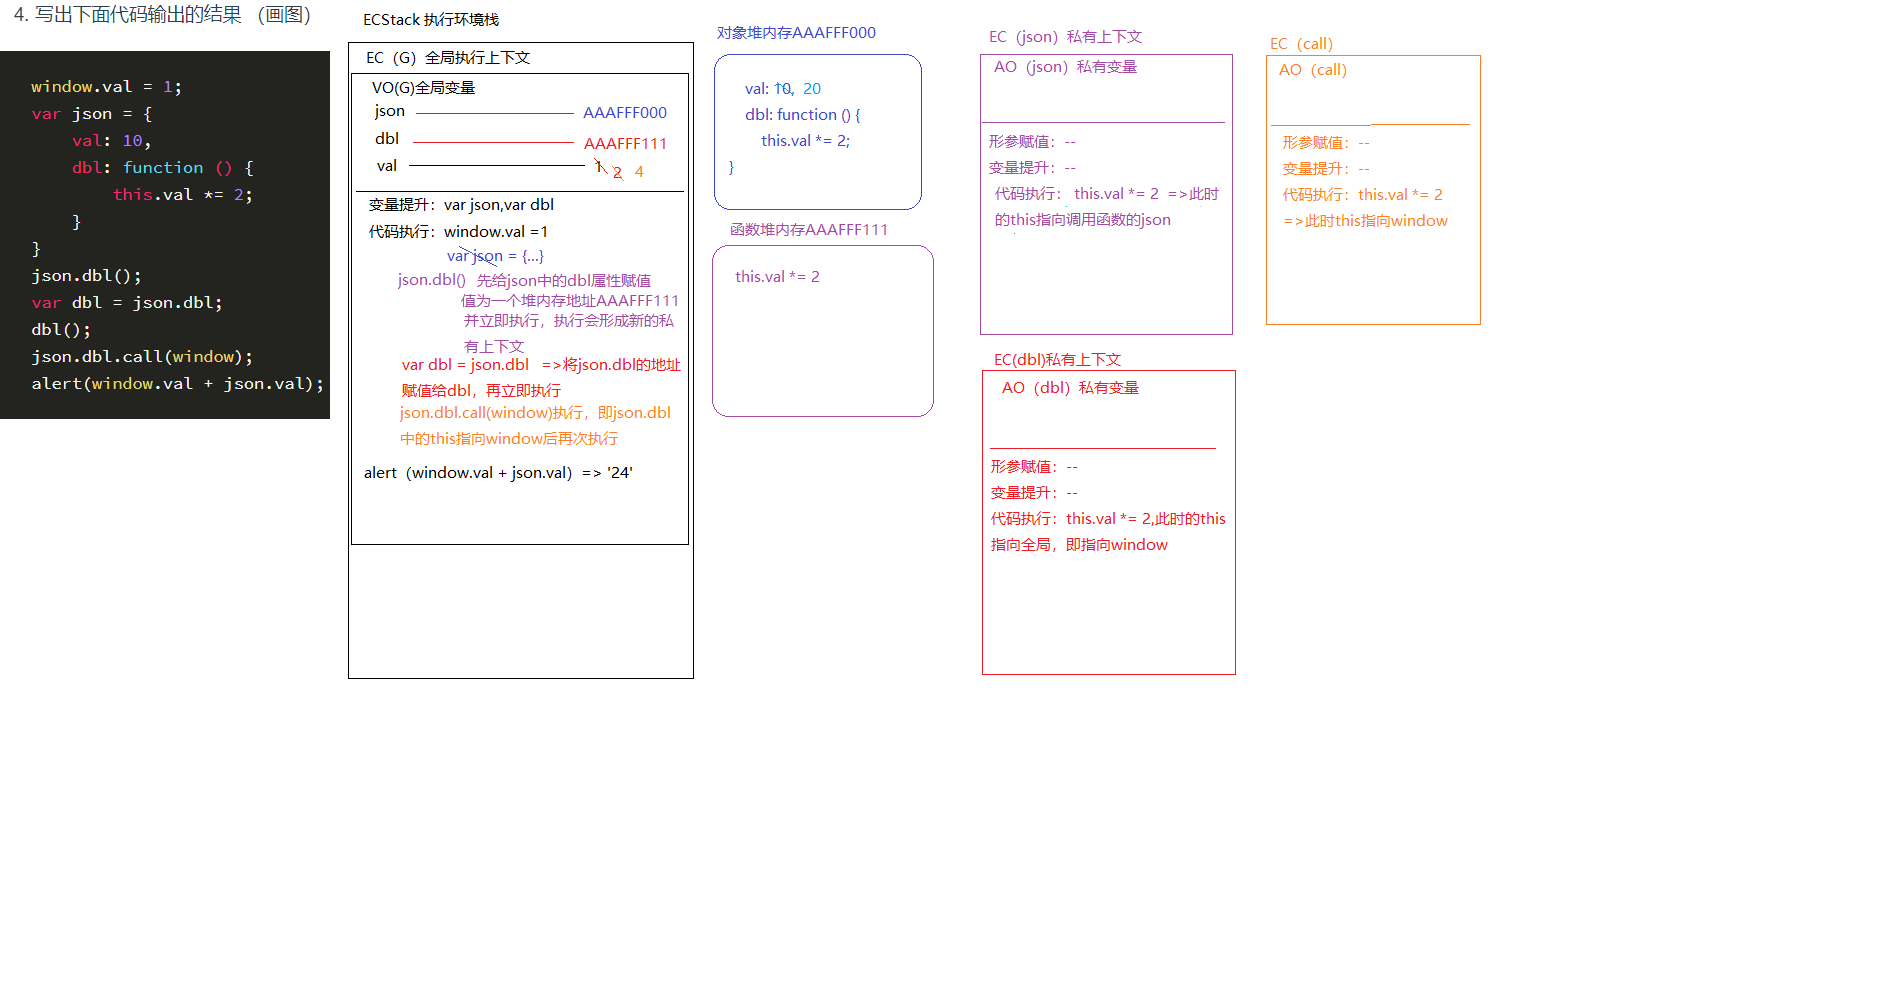 4. 写出下面代码输出的结果 （画图）
window.val = 1;
var json = {
val: 10,
dbl: function () {
this.val *= 2;
}
}
json.dbl();
var dbl = json.dbl;
dbl();
json.dbl.call(window);
alert(window.val + json.val);
ECStack 执行环境栈
EC（G）全局执行上下文
VO(G)全局变量
json AAAFFF000
dbl AAAFFF111
val 1 2 4
变量提升：var json,var dbl
代码执行：window.val =1
var json = {...}
json.dbl() 先给json中的dbl属性赋值
值为一个堆内存地址AAAFFF111
并立即执行，执行会形成新的私
有上下文
var dbl = json.dbl =>将json.dbl的地址
赋值给dbl，再立即执行
json.dbl.call(window)执行，即json.dbl
中的this指向window后再次执行
alert（window.val + json.val）=> '24'
对象堆内存AAAFFF000
val: 10, 20
dbl: function () {
this.val *= 2;
}
函数堆内存AAAFFF111
this.val *= 2
EC（json）私有上下文
AO（json）私有变量
形参赋值：--
变量提升：--
代码执行： this.val *= 2 =>此时
的this指向调用函数的json
EC(dbl)私有上下文
AO（dbl）私有变量
形参赋值：--
变量提升：--
代码执行：this.val *= 2,此时的this
指向全局，即指向window
EC（call）
AO（call）
形参赋值：--
变量提升：--
代码执行：this.val *= 2
=>此时this指向window